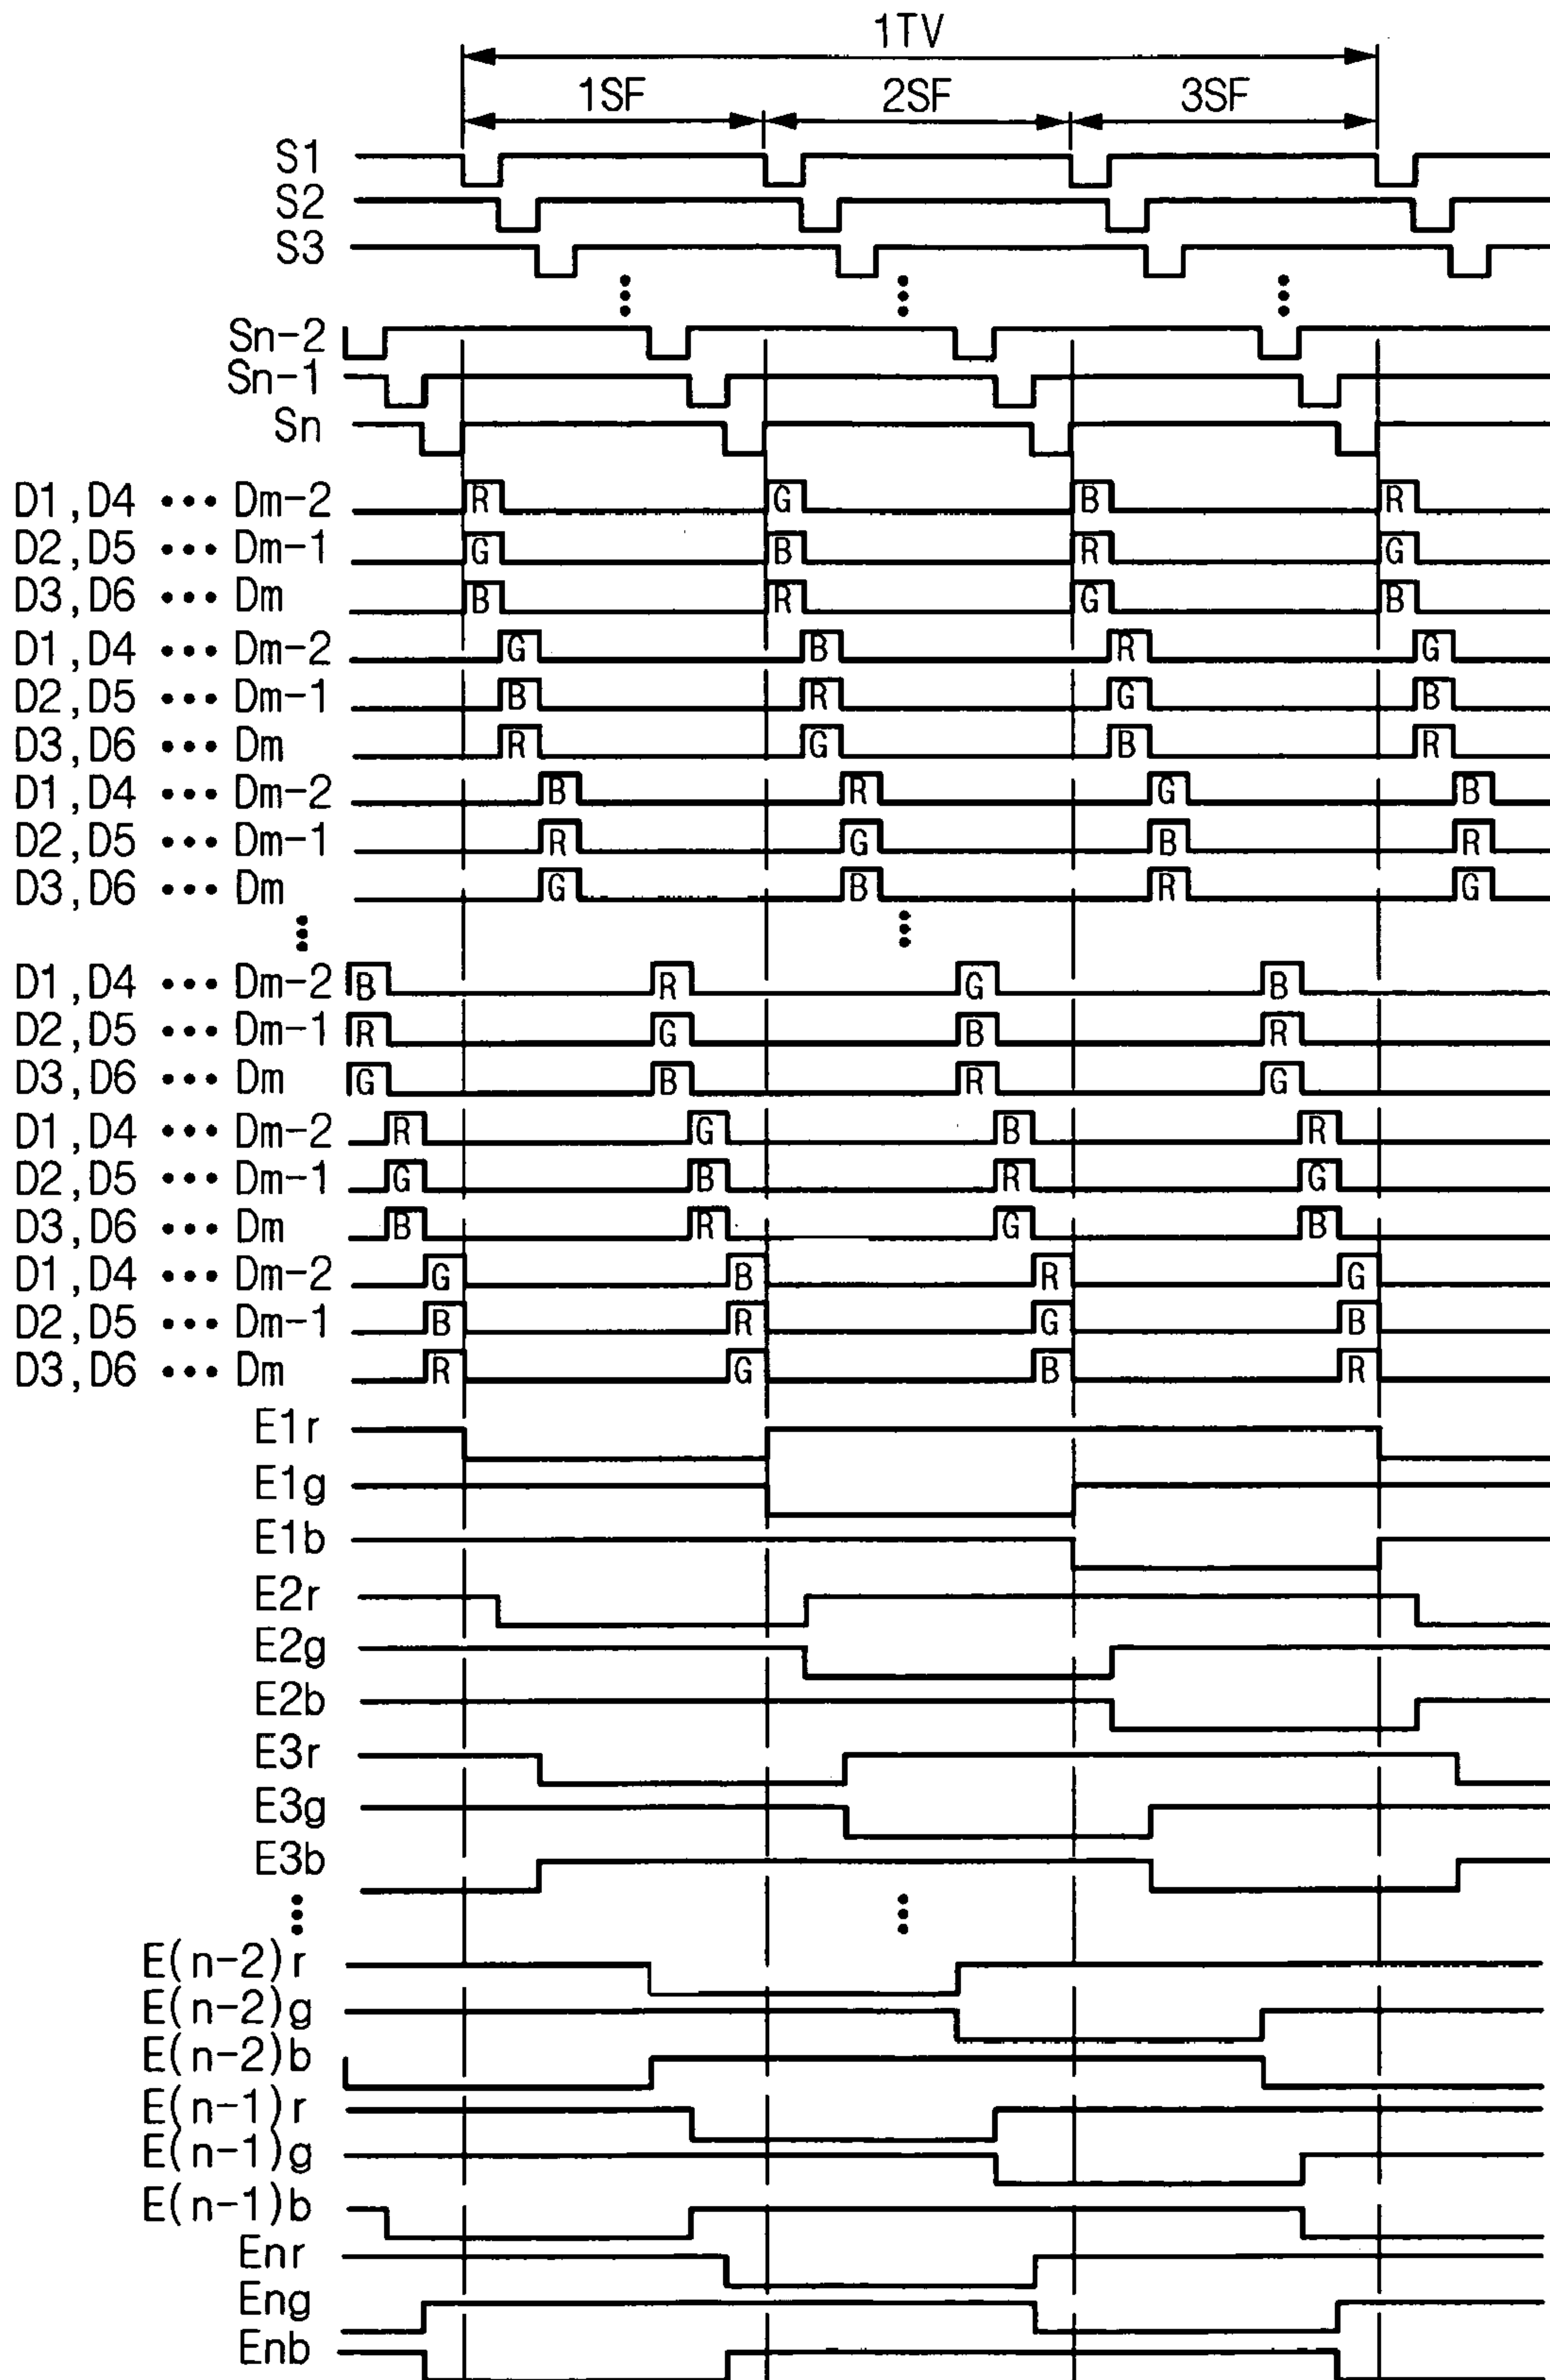 1TV
1SF 2SF 3SF
S1
S2
S3
Sn-2
Sn-1
Sn
D1,D4 ••• Dm-2 R G B R
D2,D5 ••• Dm-1 G B R G
D3,D6 ••• Dm B R G B
D1,D4 ••• Dm-2 G B R G
D2,D5 ••• Dm-1 B R G B
D3,D6 ••• Dm R G B R
D1,D4 ••• Dm-2 B R G B
D2,D5 ••• Dm-1 R G B R
D3,D6 ••• Dm G B R G
D1,D4 ••• Dm-2 B R G B
D2,D5 ••• Dm-1 R G B R
D3,D6 ••• Dm G B R G
D1,D4 ••• Dm-2 R G B R
D2,D5 ••• Dm-1 G B R G
D3,D6 ••• Dm B R G B
D1,D4 ••• Dm-2 G B R G
D2,D5 ••• Dm-1 B R G B
D3,D6 ••• Dm R G B R
E1r
E1g
E1b
E2r
E2g
E2b
E3r
E3g
E3b
E(n-2)r
E(n-2)g
E(n-2)b
E(n-1)r
E(n-1)g
E(n-1)b
Enr
Eng
Enb